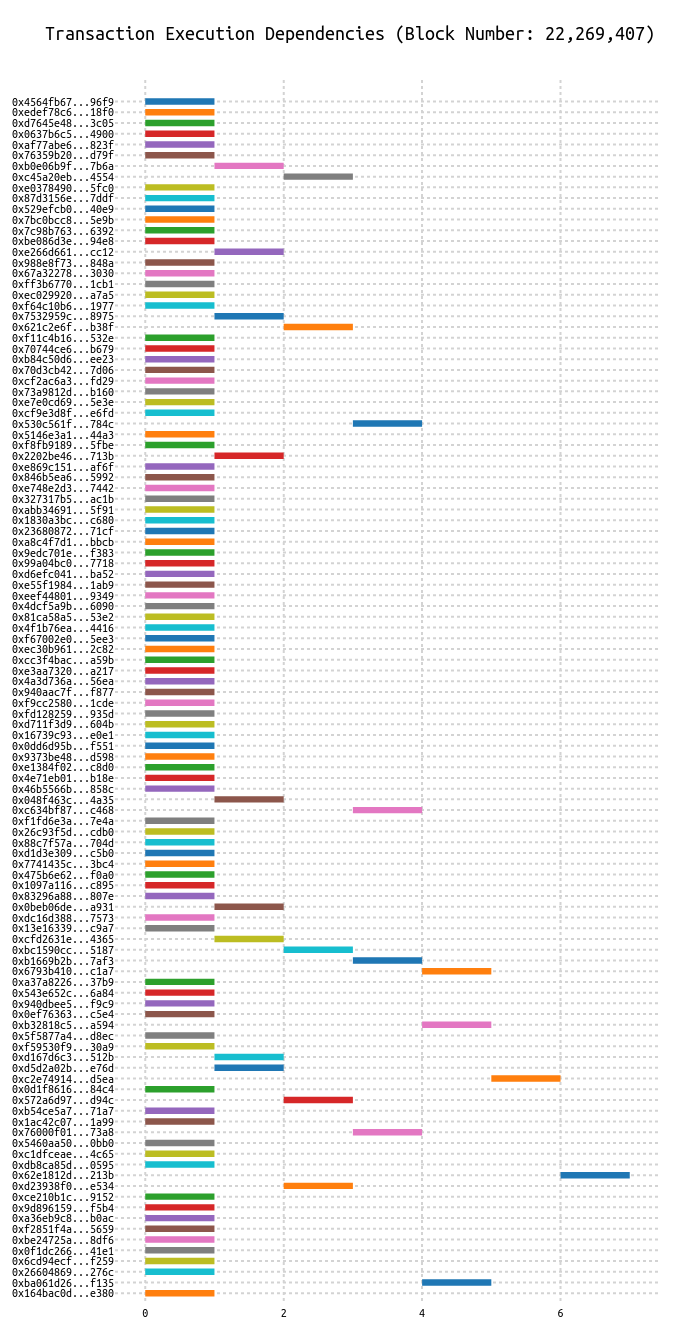 Transaction Execution Dependencies (Block Number: 22,269,407)
0x4564fb67...96f9
0xedef78c6...18f0
0xd7645e48...3c05
0x0637b6c5...4900
0xaf77abe6...823f
0x76359b20...d79f
0xb0e06b9f...7b6a
0xc45a20eb...4554
0xe0378490...5fc0
0x87d3156e...7ddf
0x529efcb0...40e9
0x7bc0bcc8...5e9b
0x7c98b763...6392
0xbe086d3e...94e8
0xe266d661...cc12
0x988e8f73...848a
0x67a32278...3030
0xff3b6770...1cb1
0xec029920...a7a5
0xf64c10b6...1977
0x7532959c...8975
0x621c2e6f...b38f
0xf11c4b16...532e
0x70744ce6...b679
0xb84c50d6...ee23
0x70d3cb42...7d06
0xcf2ac6a3...fd29
0x73a9812d...b160
0xe7e0cd69...5e3e
0xcf9e3d8f...e6fd
0x530c561f...784c
0x5146e3a1...44a3
0xf8fb9189...5fbe
0x2202be46...713b
0xe869c151...af6f
0x846b5ea6...5992
0xe748e2d3...7442
0x327317b5...ac1b
0xabb34691...5f91
0x1830a3bc...c680
0x23680872...71cf
0xa8c4f7d1...bbcb
0x9edc701e...f383
0x99a04bc0...7718
0xd6efc041...ba52
0xe55f1984...1ab9
0xeef44801...9349
0x4dcf5a9b...6090
0x81ca58a5...53e2
0x4f1b76ea...4416
0xf67002e0...5ee3
0xec30b961...2c82
0xcc3f4bac...a59b
0xe3aa7320...a217
0x4a3d736a...56ea
0x940aac7f...f877
0xf9cc2580...1cde
0xfd128259...935d
0xd711f3d9...604b
0x16739c93...e0e1
0x0dd6d95b...f551
0x9373be48...d598
0xe1384f02...c8d0
0x4e71eb01...b18e
0x46b5566b...858c
0x048f463c...4a35
0xc634bf87...c468
0xf1fd6e3a...7e4a
0x26c93f5d...cdb0
0x88c7f57a...704d
0xd1d3e309...c5b0
0x7741435c...3bc4
0x475b6e62...f0a0
0x1097a116...c895
0x83296a88...807e
0x0beb06de...a931
0xdc16d388...7573
0x13e16339...c9a7
0xcfd2631e...4365
0xbc1590cc...5187
0xb1669b2b...7af3
0x6793b410...c1a7
0xa37a8226...37b9
0x543e652c...6a84
0x940dbee5...f9c9
0x0ef76363...c5e4
0xb32818c5...a594
0x5f5877a4...d8ec
0xf59530f9...30a9
0xd167d6c3...512b
0xd5d2a02b...e76d
0xc2e74914...d5ea
0x0d1f8616...84c4
0x572a6d97...d94c
0xb54ce5a7...71a7
0x1ac42c07...1a99
0x76000f01...73a8
0x5460aa50...0bb0
0xc1dfceae...4c65
0xdb8ca85d...0595
0x62e1812d...213b
0xd23938f0...e534
0xce210b1c...9152
0x9d896159...f5b4
0xa36eb9c8...b0ac
0xf2851f4a...5659
0xbe24725a...8df6
0x0f1dc266...41e1
0x6cd94ecf...f259
0x26604869...276c
0xba061d26...f135
0x164bac0d...e380
0 2 4 6